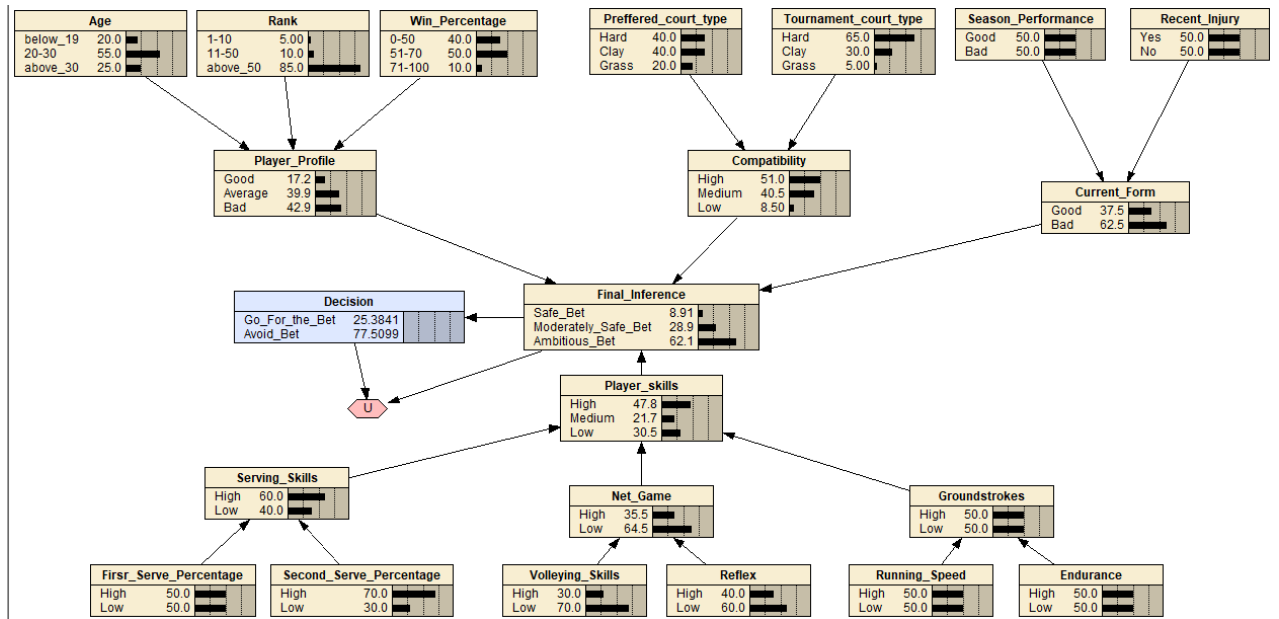 Age
below_19 20.0
20-30 55.0
above_30 25.0
Rank
1-10 5.00
11-50 10.0
above_50 85.0
Win_Percentage
0-50 40.0
51-70 50.0
71-100 10.0
Preffered_court_type
Hard 40.0
Clay 40.0
Grass 20.0
Tournament_court_type
Hard 65.0
Clay 30.0
Grass 5.00
Season_Performance
Good 50.0
Bad 50.0
Recent_Injury
Yes 50.0
No 50.0
Player_Profile
Good 17.2
Average 39.9
Bad 42.9
Compatibility
High 51.0
Medium 40.5
Low 8.50
Current_Form
Good 37.5
Bad 62.5
Decision
Go_For_the_Bet 25.3841
Avoid_Bet 77.5099
Final_Inference
Safe_Bet 8.91
Moderately_Safe_Bet 28.9
Ambitious_Bet 62.1
U
Player_skills
High 47.8
Medium 21.7
Low 30.5
Serving_Skills
High 60.0
Low 40.0
Net_Game
High 35.5
Low 64.5
Groundstrokes
High 50.0
Low 50.0
Firsr_Serve_Percentage
High 50.0
Low 50.0
Second_Serve_Percentage
High 70.0
Low 30.0
Volleying_Skills
High 30.0
Low 70.0
Reflex
High 40.0
Low 60.0
Running_Speed
High 50.0
Low 50.0
Endurance
High 50.0
Low 50.0